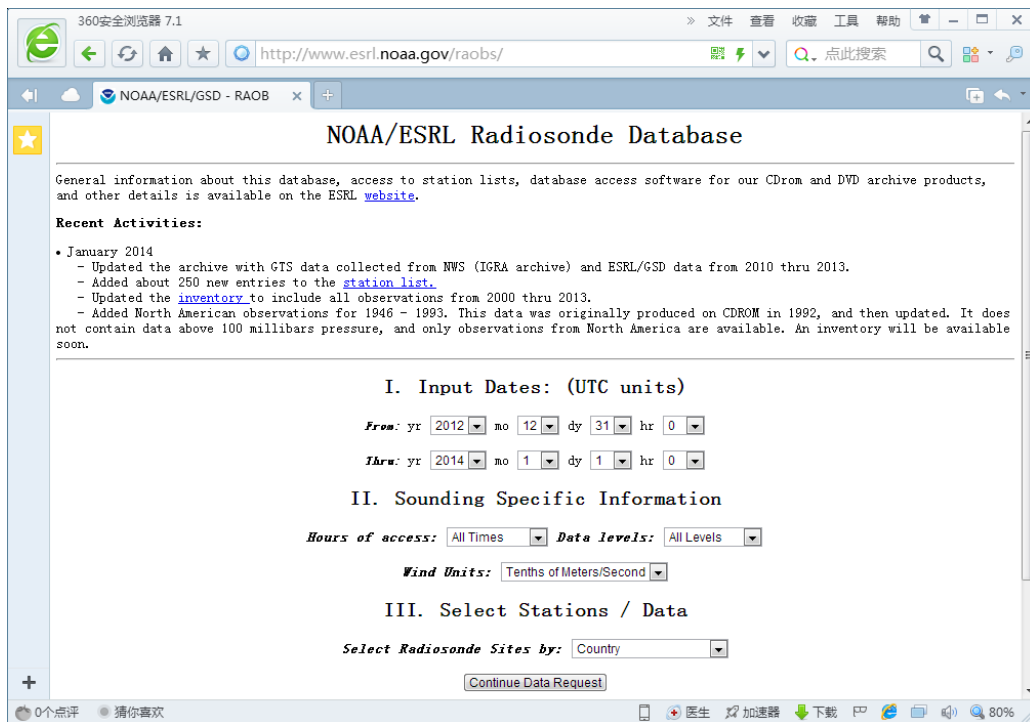 360安全浏览器 7.1 » 文件 查看 收藏 工具 帮助
http://www.esrl.noaa.gov/raobs/ 点此搜索
NOAA/ESRL/GSD - RAOB
NOAA/ESRL Radiosonde Database
General information about this database, access to station lists, database access software for our CDrom and DVD archive products,
and other details is available on the ESRL website.
Recent Activities:
• January 2014
- Updated the archive with GTS data collected from NWS (IGRA archive) and ESRL/GSD data from 2010 thru 2013.
- Added about 250 new entries to the station list.
- Updated the inventory to include all observations from 2000 thru 2013.
- Added North American observations for 1946 - 1993. This data was originally produced on CDROM in 1992, and then updated. It does
not contain data above 100 millibars pressure, and only observations from North America are available. An inventory will be available
soon.
I. Input Dates: (UTC units)
From: yr 2012 mo 12 dy 31 hr 0
Thru: yr 2014 mo 1 dy 1 hr 0
II. Sounding Specific Information
Hours of access: All Times Data levels: All Levels
Wind Units: Tenths of Meters/Second
III. Select Stations / Data
Select Radiosonde Sites by: Country
Continue Data Request
0个点评 猜你喜欢 医生 加速器 下载 80%